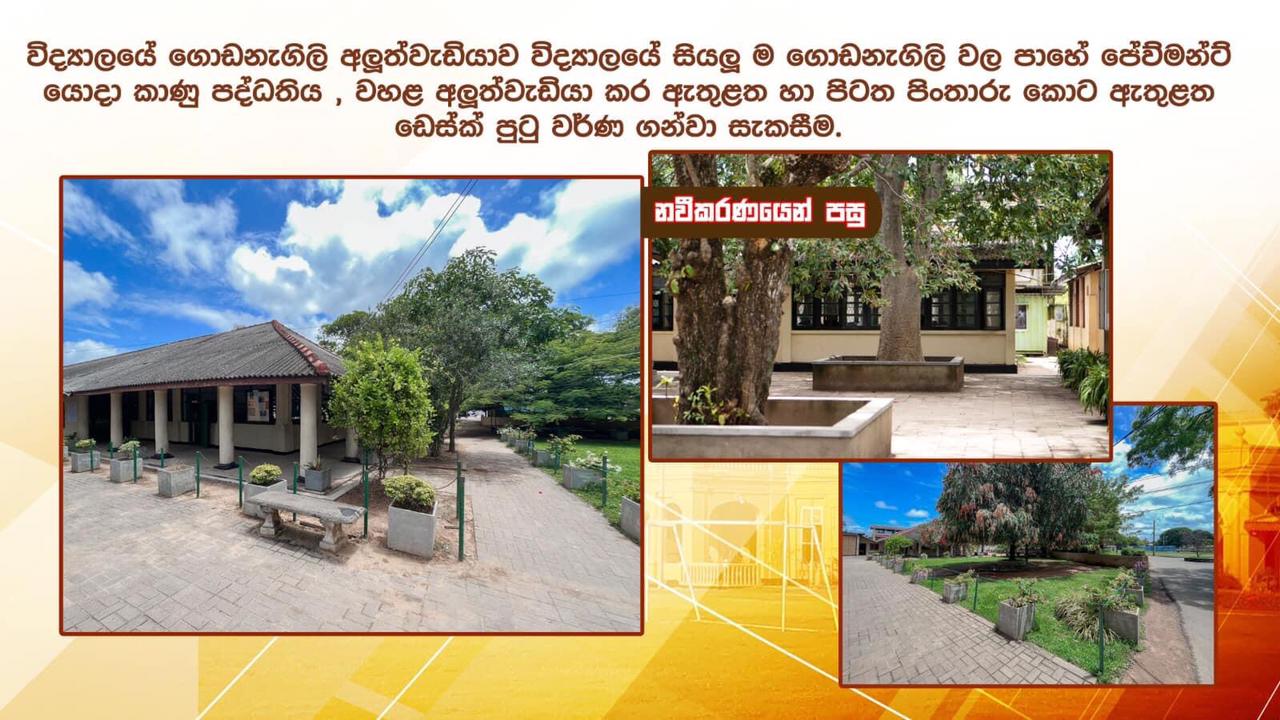 විද්‍යාලයේ ගොඩනැගිලි අලුත්වැඩියාව විද්‍යාලයේ සියලු ම ගොඩනැගිලි වල පාහේ පේව්මන්ට්
යොදා කාණු පද්ධතිය , වහළ අලුත්වැඩියා කර ඇතුළත හා පිටත පිංතාරු කොට ඇතුළත
ඩෙස්ක් පුටු වර්ණ ගන්වා සැකසීම.
නවීකරණයෙන් පසු